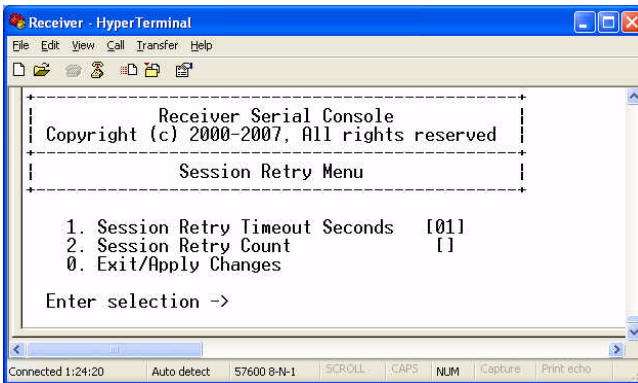 Receiver - HyperTerminal
File Edit View Call Transfer Help
Receiver Serial Console
Copyright (c) 2000-2007, All rights reserved
Session Retry Menu
1. Session Retry Timeout Seconds [01]
2. Session Retry Count []
0. Exit/Apply Changes
Enter selection ->
Connected 1:24:20 Auto detect 57600 8-N-1 SCROLL CAPS NUM Capture Print echo